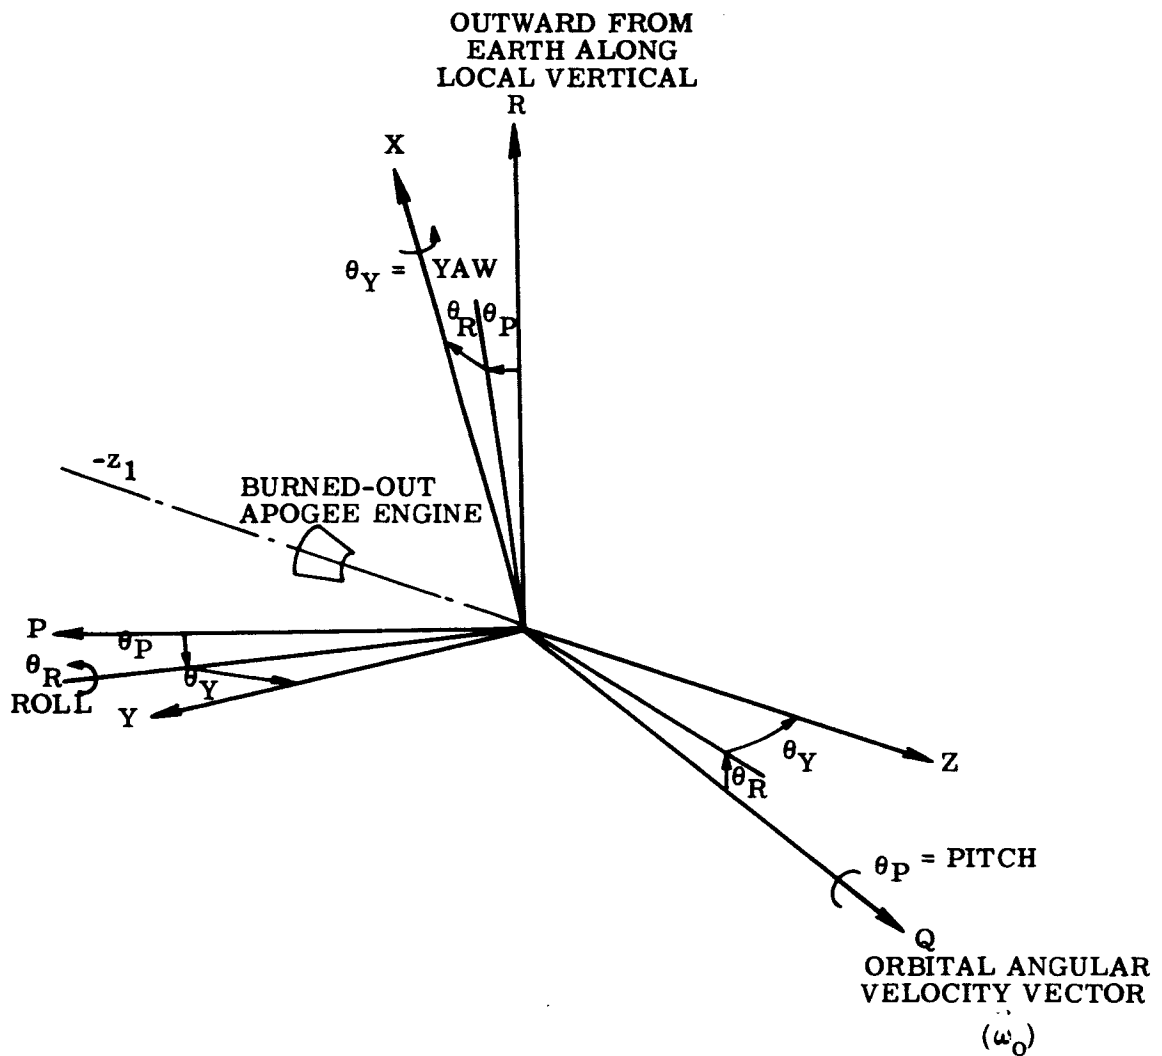 OUTWARD FROM
EARTH ALONG
LOCAL VERTICAL
R
X
θY = YAW
θR θP
-z1
BURNED-OUT
APOGEE ENGINE
P
θP
θR
ROLL
θY
Y
θY
Z
θR
θP = PITCH
Q
ORBITAL ANGULAR
VELOCITY VECTOR
(ωo)